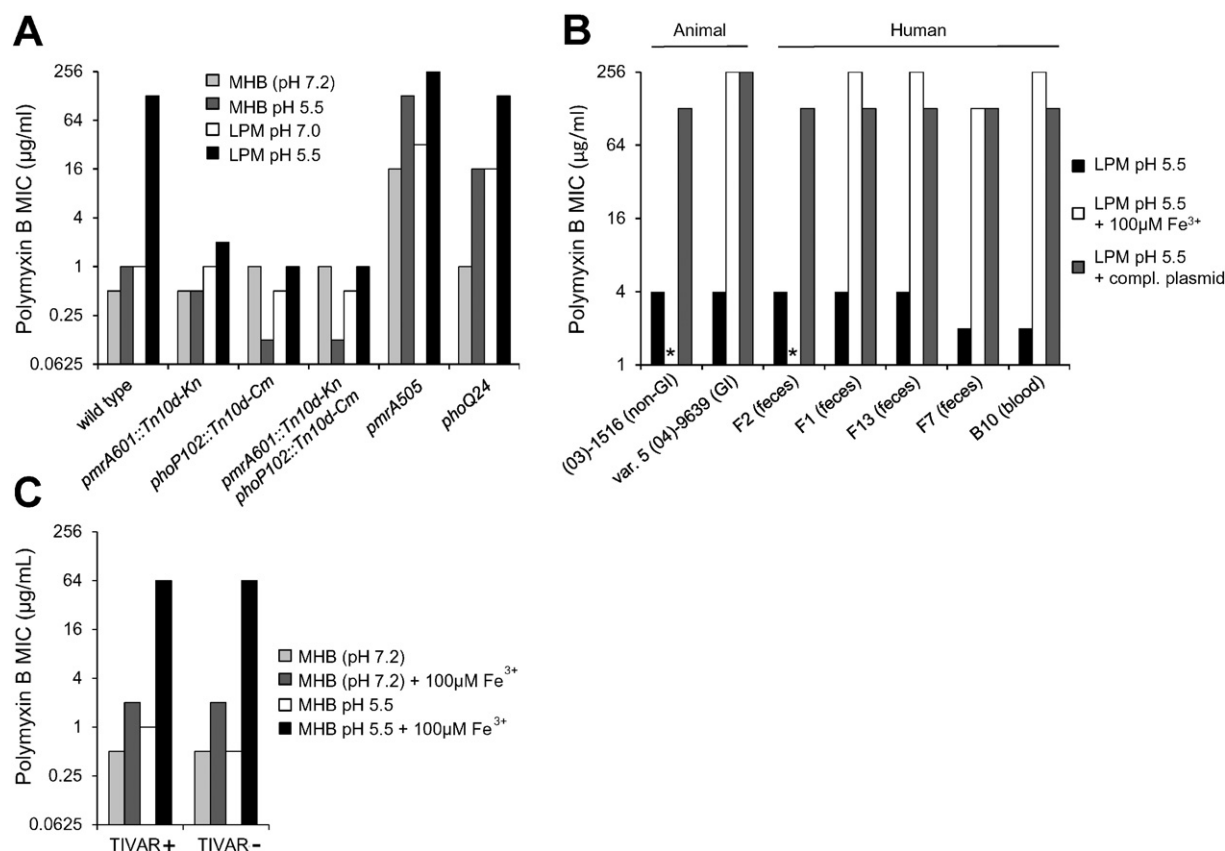 A
Polymyxin B MIC (µg/ml)
256
64
16
4
1
0.25
0.0625
MHB (pH 7.2)
MHB pH 5.5
LPM pH 7.0
LPM pH 5.5
wild type
pmrA601::Tn10d-Kn
phoP102::Tn10d-Cm
pmrA601::Tn10d-Kn
phoP102::Tn10d-Cm
pmrA505
phoQ24
B
Animal
Human
Polymyxin B MIC (µg/ml)
256
64
16
4
1
*
*
LPM pH 5.5
LPM pH 5.5
+ 100µM Fe³⁺
LPM pH 5.5
+ compl. plasmid
(03)-1516 (non-GI)
var. 5 (04)-9639 (GI)
F2 (feces)
F1 (feces)
F13 (feces)
F7 (feces)
B10 (blood)
C
Polymyxin B MIC (µg/mL)
256
64
16
4
1
0.25
0.0625
MHB (pH 7.2)
MHB (pH 7.2) + 100µM Fe³⁺
MHB pH 5.5
MHB pH 5.5 + 100µM Fe³⁺
TIVAR+
TIVAR-